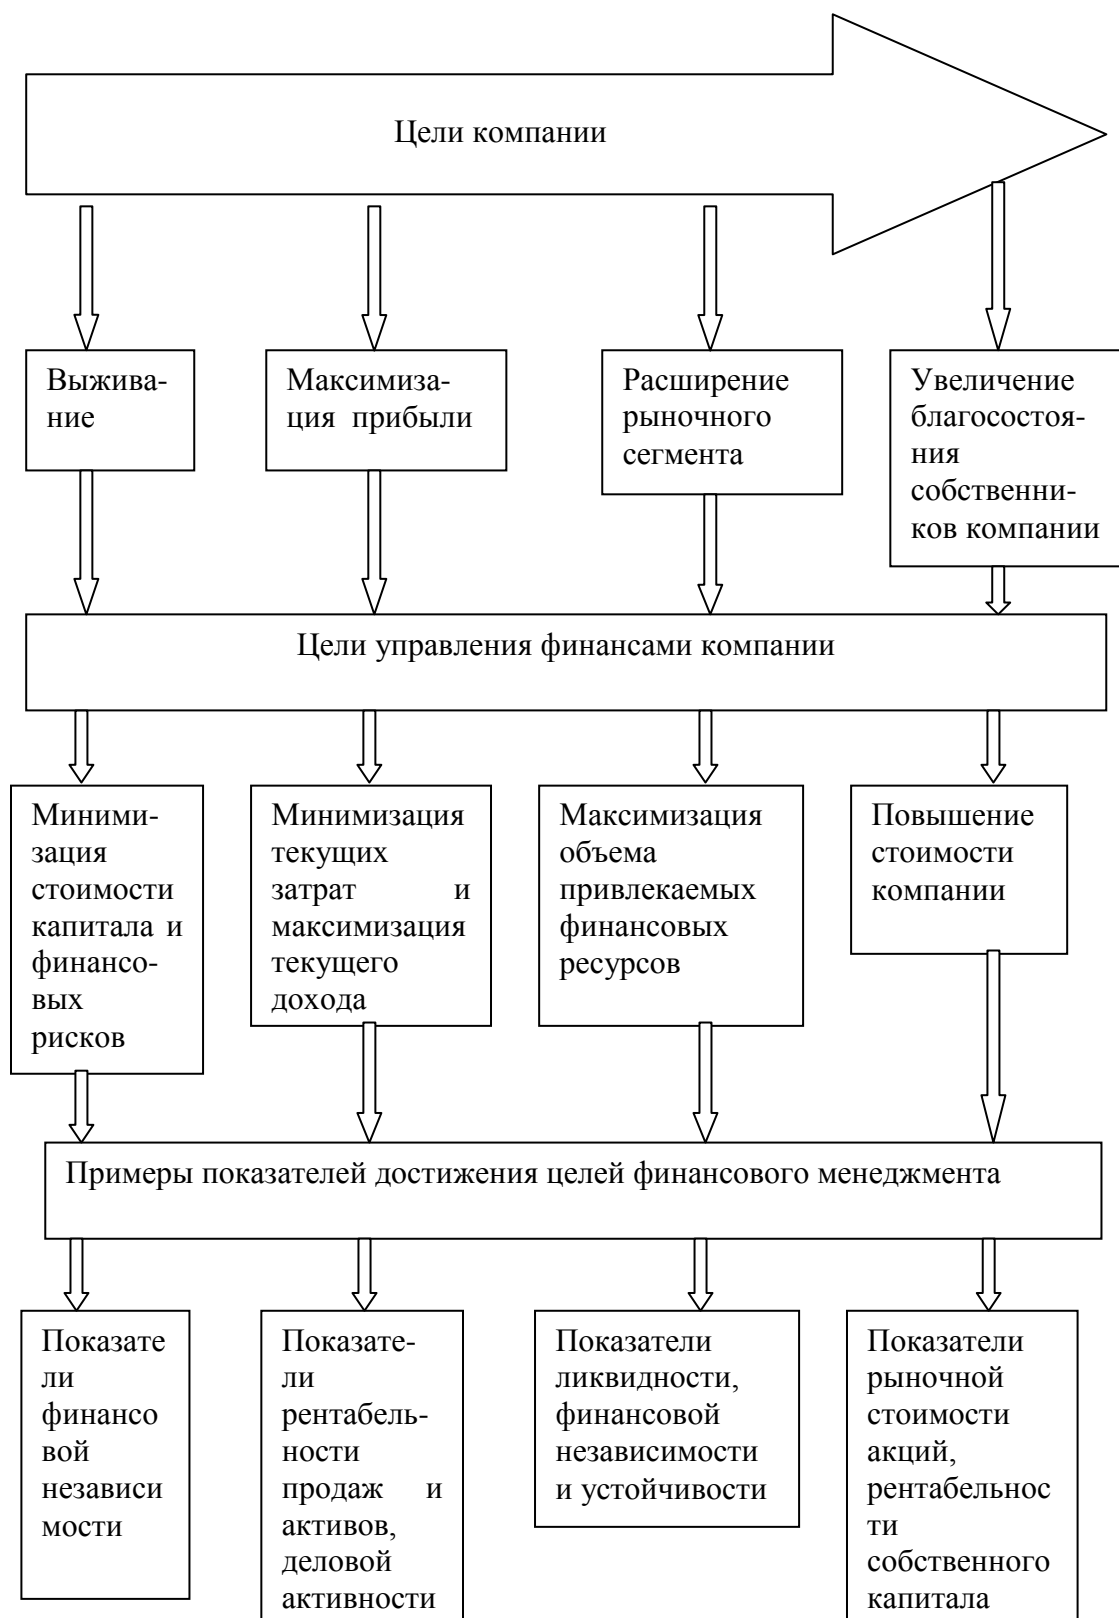 Цели компании
Выжива-
ние
Максимиза-
ция прибыли
Расширение
рыночного
сегмента
Увеличение
благосостоя-
ния
собственни-
ков компании
Цели управления финансами компании
Миними-
зация
стоимости
капитала и
финансо-
вых
рисков
Минимизация
текущих
затрат и
максимизация
текущего
дохода
Максимизация
объема
привлекаемых
финансовых
ресурсов
Повышение
стоимости
компании
Примеры показателей достижения целей финансового менеджмента
Показате
ли
финансо
вой
независи
мости
Показате-
ли
рентабель-
ности
продаж и
активов,
деловой
активности
Показатели
ликвидности,
финансовой
независимости
и устойчивости
Показатели
рыночной
стоимости
акций,
рентабельнос
ти
собственного
капитала